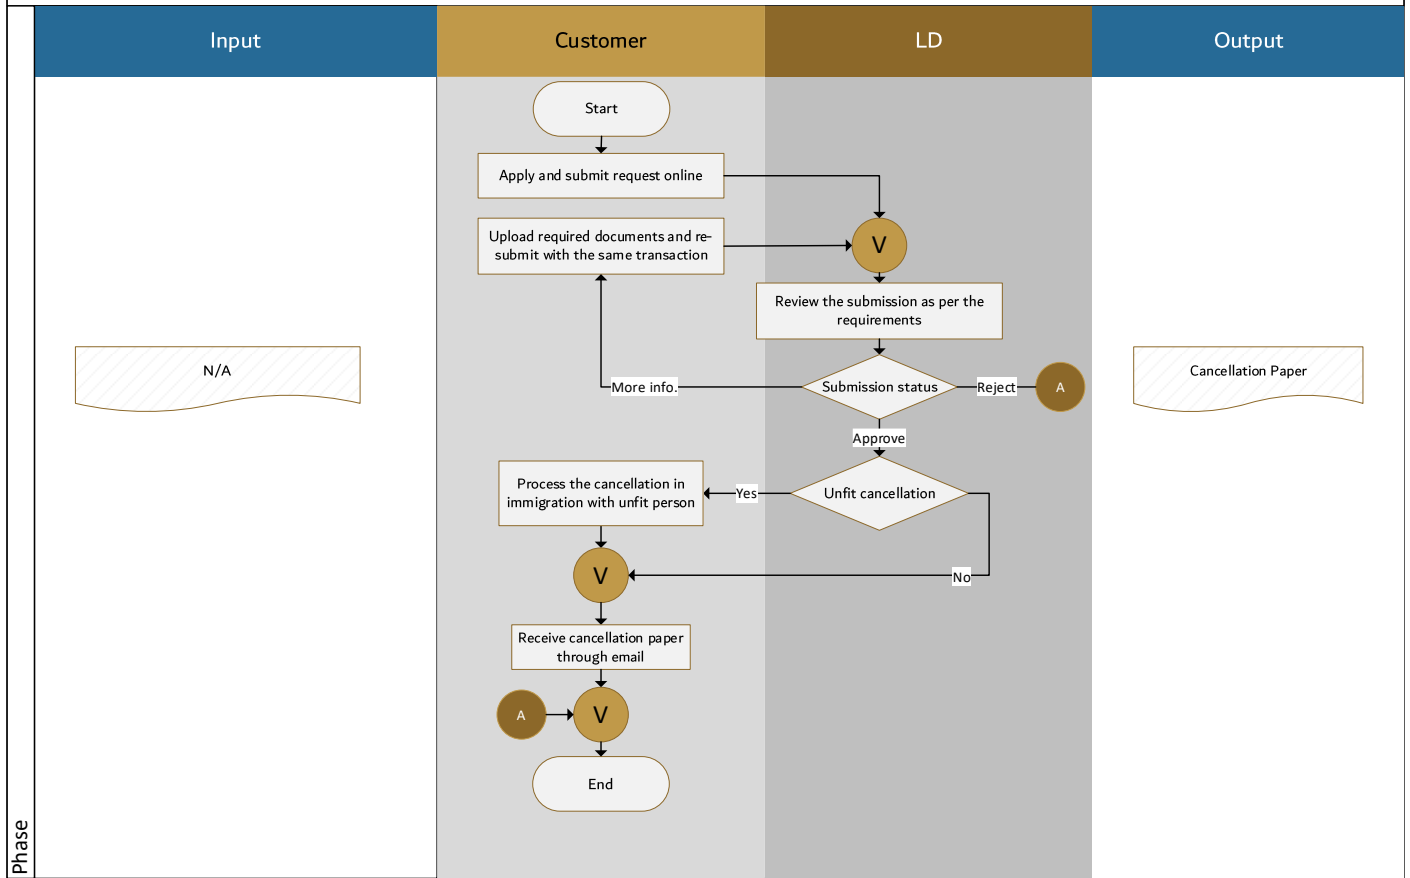 Input
Customer
LD
Output
Start
Apply and submit request online
Upload required documents and re-
submit with the same transaction
V
Review the submission as per the
requirements
N/A
More info.
Submission status
Reject
A
Cancellation Paper
Approve
Process the cancellation in
immigration with unfit person
Yes
Unfit cancellation
V
No
Receive cancellation paper
through email
A
V
End
Phase